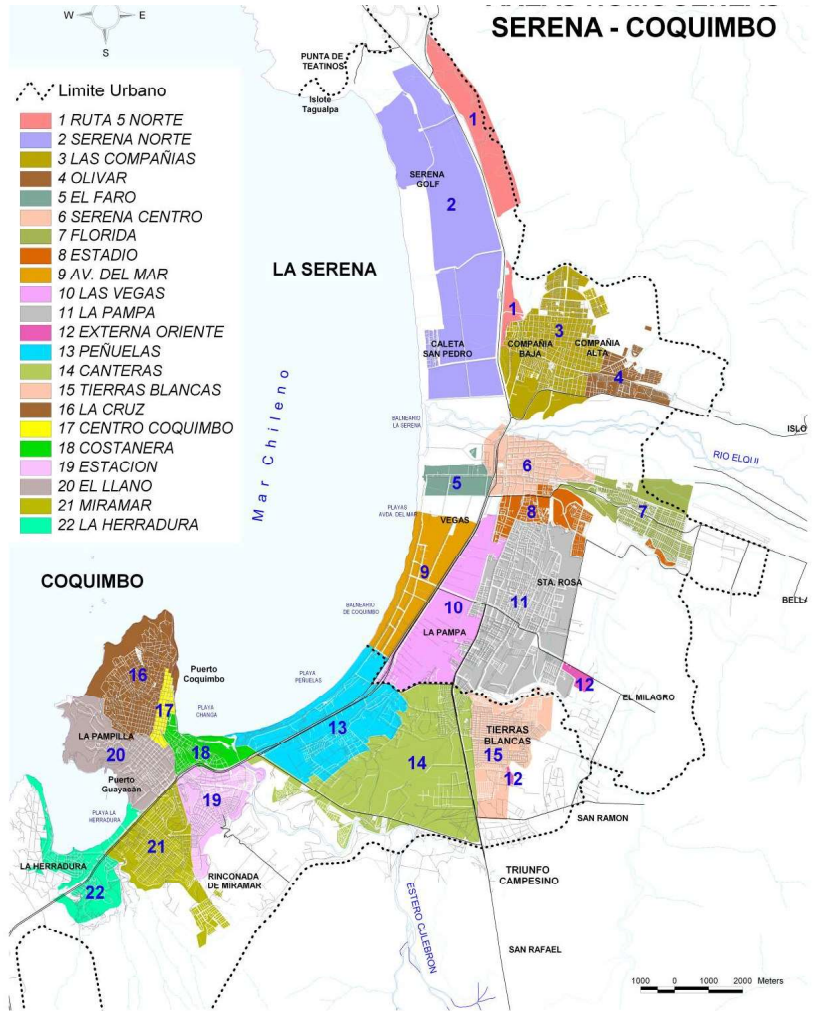 SERENA - COQUIMBO
W
E
S
PUNTA DE
TEATINOS
Islote
Tagualpa
Limite Urbano
1 RUTA 5 NORTE
2 SERENA NORTE
3 LAS COMPAÑIAS
4 OLIVAR
5 EL FARO
6 SERENA CENTRO
7 FLORIDA
8 ESTADIO
9 AV. DEL MAR
10 LAS VEGAS
11 LA PAMPA
12 EXTERNA ORIENTE
13 PEÑUELAS
14 CANTERAS
15 TIERRAS BLANCAS
16 LA CRUZ
17 CENTRO COQUIMBO
18 COSTANERA
19 ESTACION
20 EL LLANO
21 MIRAMAR
22 LA HERRADURA
1
SERENA
GOLF
2
LA SERENA
1
3
CALETA
SAN PEDRO
COMPAÑIA
BAJA
COMPAÑIA
ALTA
4
Mar Chileno
BALNEARIO
LA SERENA
ISLO
RIO ELQUI
6
5
PLAYAS
AVDA. DEL MAR
VEGAS
8
7
COQUIMBO
9
STA. ROSA
BELLA
BALNEARIO
DE COQUIMBO
10
11
LA PAMPA
16
Puerto
Coquimbo
PLAYA
PEÑUELAS
12
EL MILAGRO
17
PLAYA
CHANGA
13
LA PAMPILLA
20
18
TIERRAS
BLANCAS
15
14
Puerto
Guayacán
12
19
PLAYA LA
HERRADURA
SAN RAMON
21
LA HERRADURA
22
RINCONADA
DE MIRAMAR
TRIUNFO
CAMPESINO
ESTERO CJLEBRON
SAN RAFAEL
1000 0 1000 2000 Meters